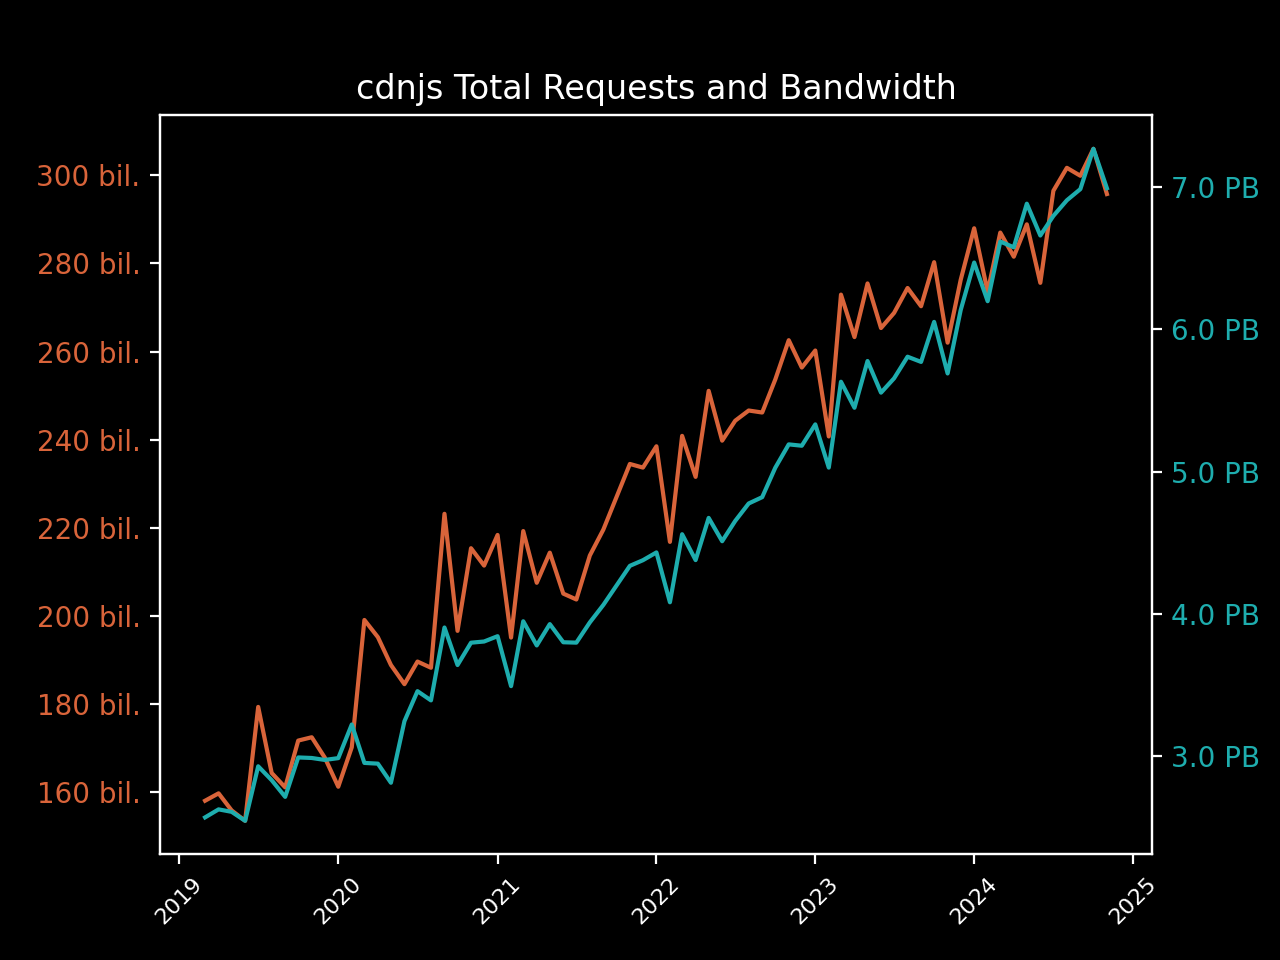 cdnjs Total Requests and Bandwidth
300 bil.
280 bil.
260 bil.
240 bil.
220 bil.
200 bil.
180 bil.
160 bil.
7.0 PB
6.0 PB
5.0 PB
4.0 PB
3.0 PB
2019
2020
2021
2022
2023
2024
2025